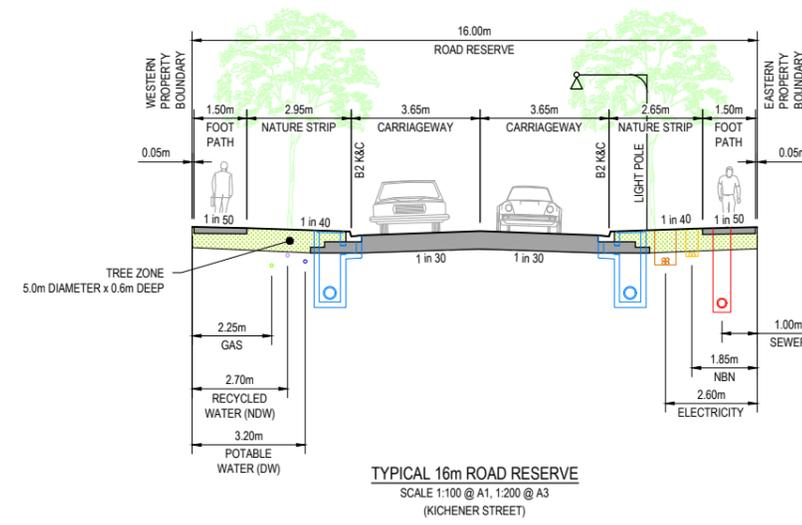 16.00m
ROAD RESERVE
WESTERN
PROPERTY
BOUNDARY
EASTERN
PROPERTY
BOUNDARY
1.50m
FOOT
PATH
2.95m
NATURE STRIP
3.65m
CARRIAGEWAY
3.65m
CARRIAGEWAY
2.65m
NATURE STRIP
1.50m
FOOT
PATH
0.05m
0.05m
B2 K&C
B2 K&C
LIGHT POLE
1 in 50
1 in 40
1 in 30
1 in 30
1 in 40
1 in 50
TREE ZONE
5.0m DIAMETER x 0.6m DEEP
2.25m
GAS
2.70m
RECYCLED
WATER (NDW)
3.20m
POTABLE
WATER (DW)
1.00m
SEWER
1.85m
NBN
2.60m
ELECTRICITY
TYPICAL 16m ROAD RESERVE
SCALE 1:100 @ A1, 1:200 @ A3
(KICHENER STREET)